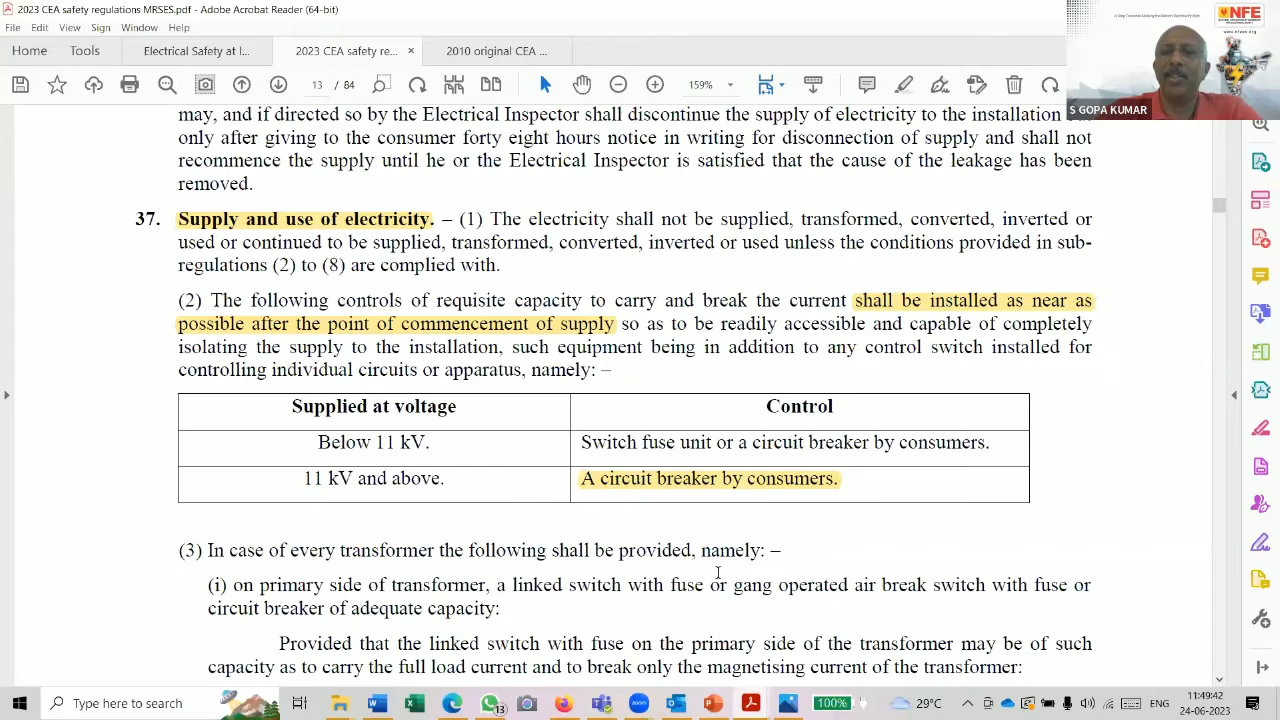 2023 CEA safety regulations MRSES.pdf - Adobe Acrobat Reader (64-bit)
A Step Towards Making the Nation Electrically Safe
NFE
www.nfees.org
File Edit View Sign Window Help
Home Tools Electrical safety at l... 2023 CEA safety re... × 2010 original CEA ...
13 / 84 159%
S GOPA KUMAR
may, and if directed so by the Electrical Inspector shall discontinue the supply of electricity to the installation but
only after giving to the consumer forty-eight hours notice in writing for disconnection of supply and shall not
recommence the supply until he or the Electrical Inspector is satisfied that the cause of the leakage has been
removed.
37. Supply and use of electricity. – (1) The electricity shall not be supplied, transformed, converted, inverted or
used or continued to be supplied, transformed, converted, inverted or used unless the conditions provided in sub-
regulations (2) to (8) are complied with.
(2) The following controls of requisite capacity to carry and break the current shall be installed as near as
possible after the point of commencement of supply so as to be readily accessible and capable of completely
isolating the supply to the installation, such equipment being in addition to any control switch installed for
controlling individual circuits or apparatus, namely: –
Supplied at voltage Control
Below 11 kV. Switch fuse unit or a circuit breaker by consumers.
11 kV and above. A circuit breaker by consumers.
(3) In case of every transformer the following shall be provided, namely: –
(i) on primary side of transformer, a linked switch with fuse or gang operated air break switch with fuse or
circuit breaker of adequate capacity:
Provided that the linked switch with fuse on the primary side of the transformer may be of such
capacity as to carry the full load current and to break only the magnetising current of the transformer:
Type here to search
zoom
100%
29°C
ENG
11:49:42
24-06-2023